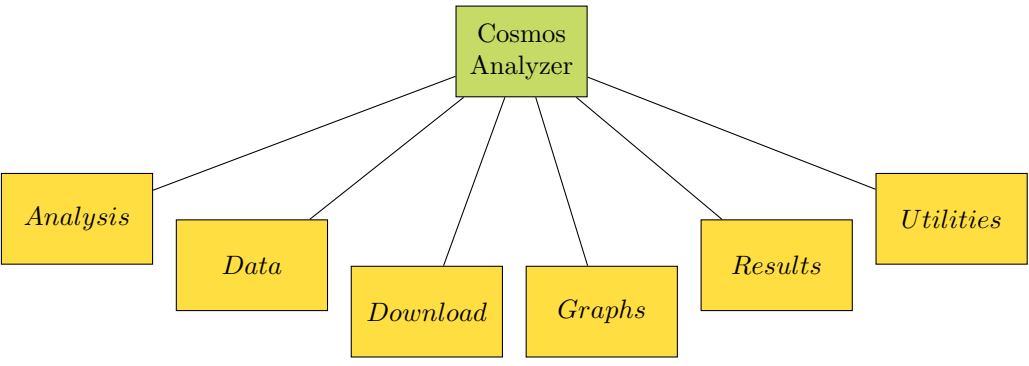 Cosmos
Analyzer
Analysis
Data
Download
Graphs
Results
Utilities